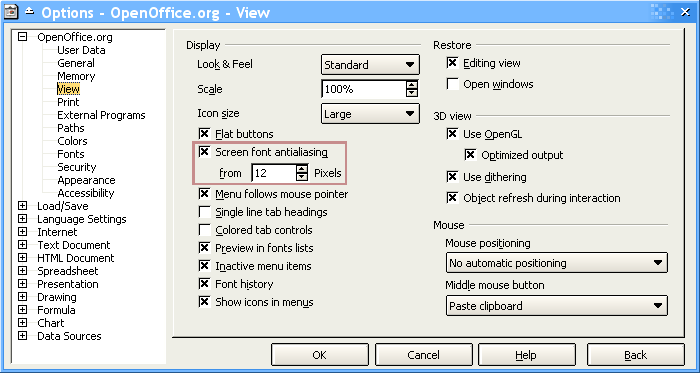 Options - OpenOffice.org - View
OpenOffice.org
User Data
General
Memory
View
Print
External Programs
Paths
Colors
Fonts
Security
Appearance
Accessibility
Load/Save
Language Settings
Internet
Text Document
HTML Document
Spreadsheet
Presentation
Drawing
Formula
Chart
Data Sources
Display
Look & Feel Standard
Scale 100%
Icon size Large
Flat buttons
Screen font antialiasing
from 12 Pixels
Menu follows mouse pointer
Single line tab headings
Colored tab controls
Preview in fonts lists
Inactive menu items
Font history
Show icons in menus
Restore
Editing view
Open windows
3D view
Use OpenGL
Optimized output
Use dithering
Object refresh during interaction
Mouse
Mouse positioning
No automatic positioning
Middle mouse button
Paste clipboard
OK Cancel Help Back